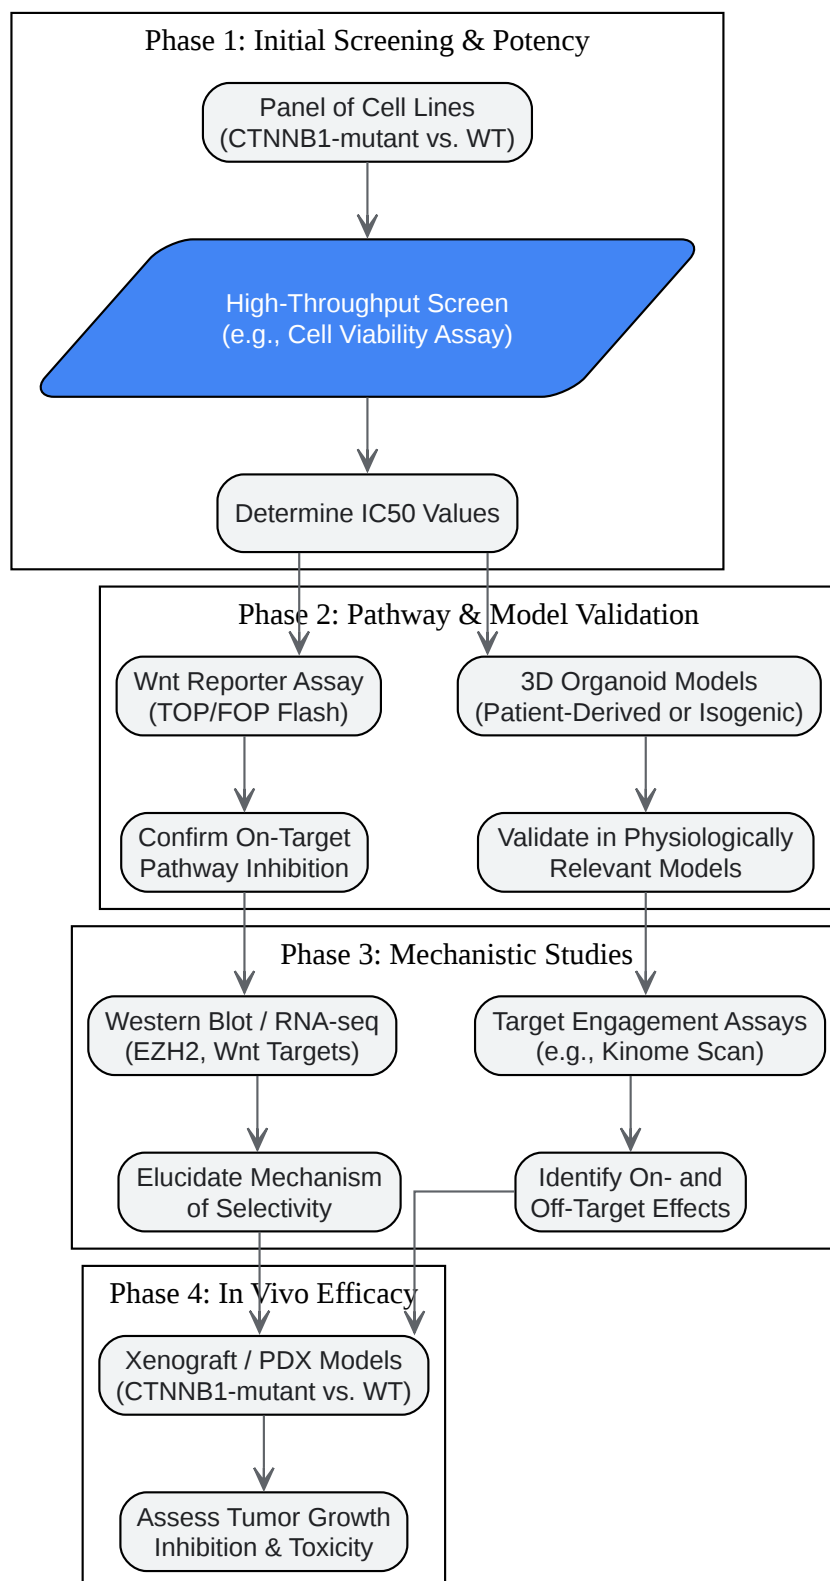 Phase 1: Initial Screening & Potency
Panel of Cell Lines
(CTNNB1-mutant vs. WT)
High-Throughput Screen
(e.g., Cell Viability Assay)
Determine IC50 Values
Phase 2: Pathway & Model Validation
Wnt Reporter Assay
(TOP/FOP Flash)
3D Organoid Models
(Patient-Derived or Isogenic)
Confirm On-Target
Pathway Inhibition
Validate in Physiologically
Relevant Models
Phase 3: Mechanistic Studies
Western Blot / RNA-seq
(EZH2, Wnt Targets)
Target Engagement Assays
(e.g., Kinome Scan)
Elucidate Mechanism
of Selectivity
Identify On- and
Off-Target Effects
Phase 4: In Vivo Efficacy
Xenograft / PDX Models
(CTNNB1-mutant vs. WT)
Assess Tumor Growth
Inhibition & Toxicity